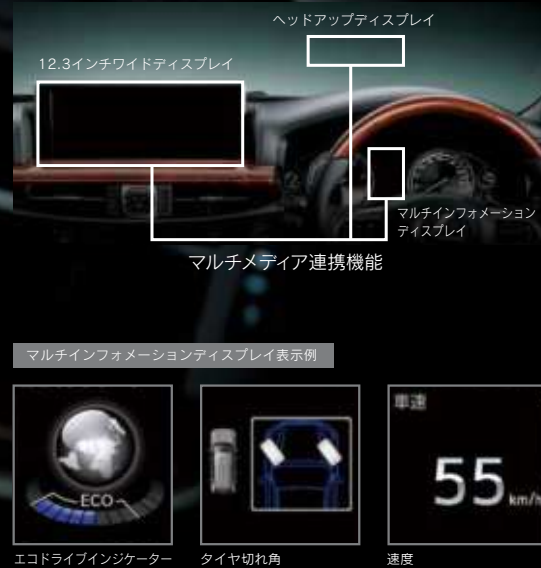 ヘッドアップディスプレイ
12.3インチワイドディスプレイ
マルチインフォメーション
ディスプレイ
マルチメディア連携機能
マルチインフォメーションディスプレイ表示例
ECO
車速
55 km/h
エコドライブインジケーター
タイヤ切れ角
速度